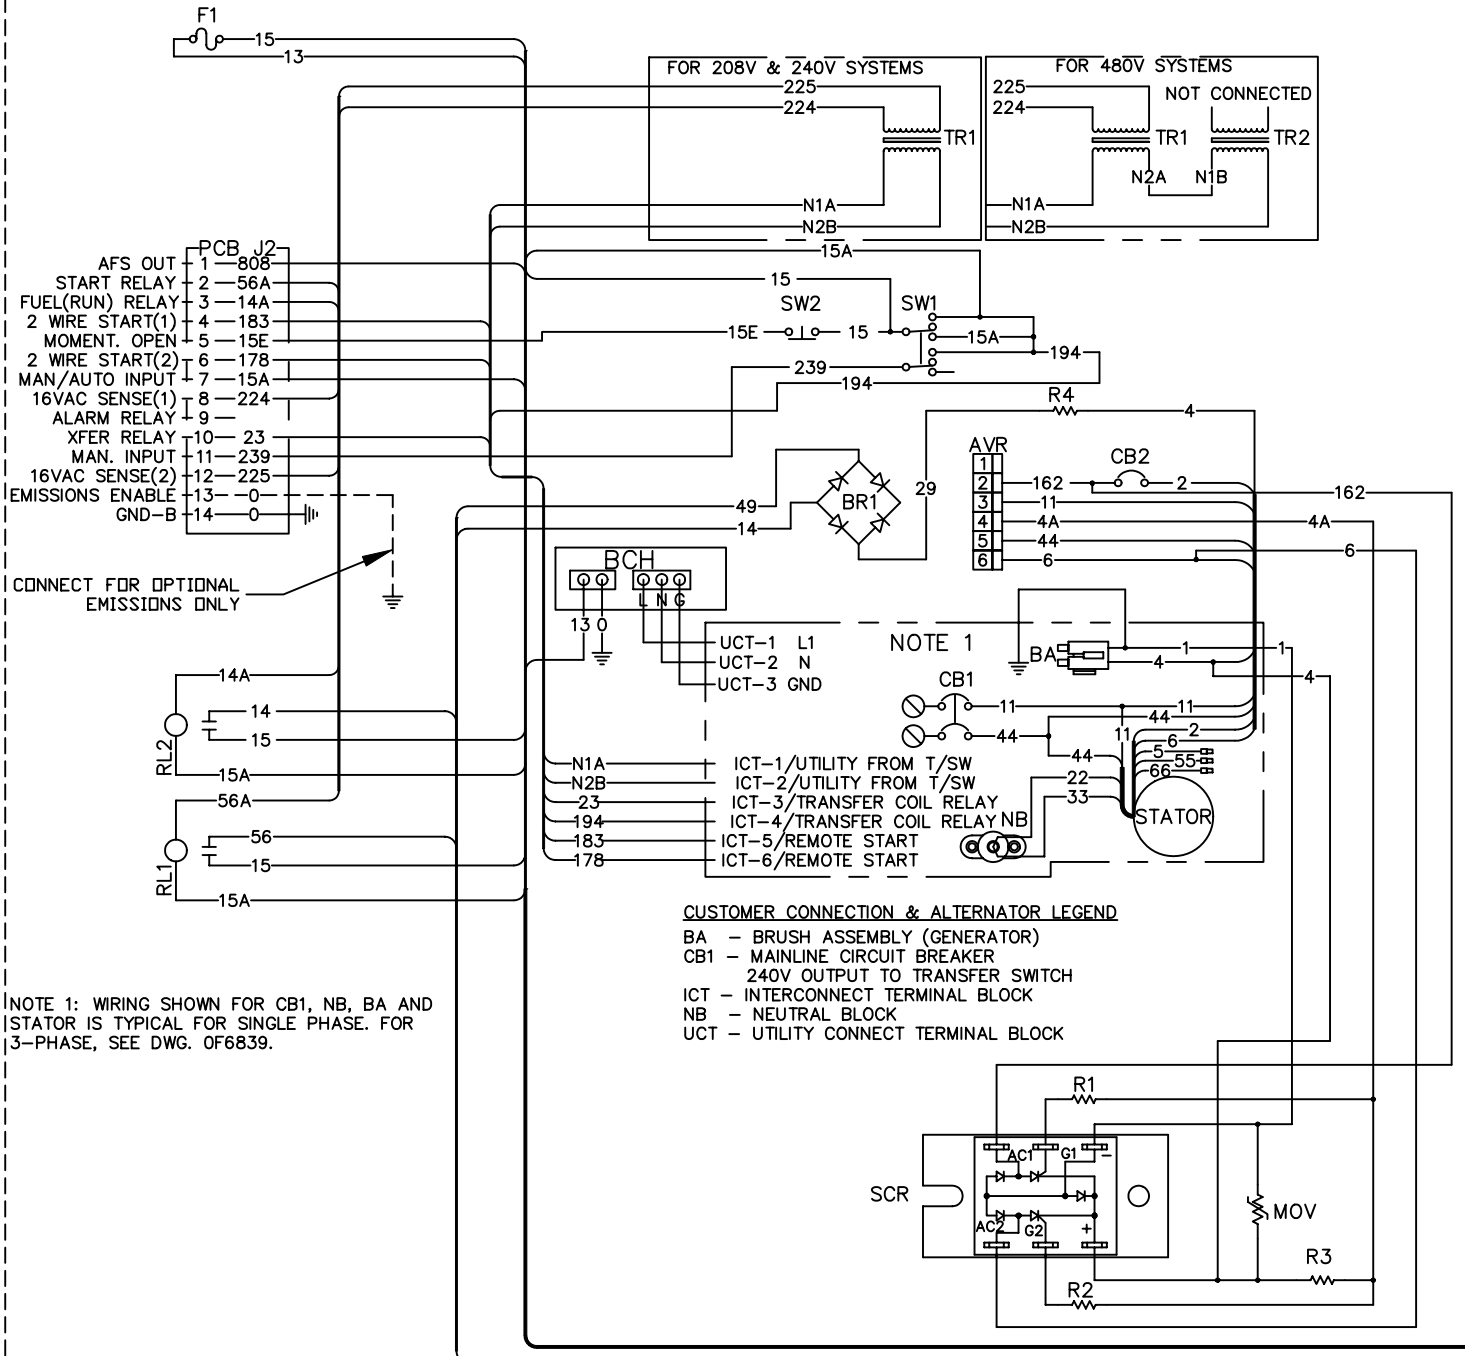 F1
15
13
FOR 208V & 240V SYSTEMS
225
224
TR1
N1A
N2B
FOR 480V SYSTEMS
225
224
NOT CONNECTED
TR1
TR2
N2A
N1B
N1A
N2B
PCB J2
AFS OUT 1 808
START RELAY 2 56A
FUEL(RUN) RELAY 3 14A
2 WIRE START(1) 4 183
MOMENT. OPEN 5 15E
2 WIRE START(2) 6 178
MAN/AUTO INPUT 7 15A
16VAC SENSE(1) 8 224
ALARM RELAY 9
XFER RELAY 10 23
MAN. INPUT 11 239
16VAC SENSE(2) 12 225
EMISSIONS ENABLE 13 0
GND-B 14 0
CONNECT FOR OPTIONAL
EMISSIONS ONLY
15A
15
SW2
SW1
15E
15
15A
194
239
194
R4
4
AVR
1
2 162
3 11
4 4A
5 44
6 6
CB2
2
162
4A
6
49
14
BR1
29
BCH
L N G
13 0
UCT-1 L1
UCT-2 N
UCT-3 GND
NOTE 1
BA
1
1
4
4
CB1
11
11
44
11
44
44
2
6
5
55
66
22
33
STATOR
NB
N1A ICT-1/UTILITY FROM T/SW
N2B ICT-2/UTILITY FROM T/SW
23 ICT-3/TRANSFER COIL RELAY
194 ICT-4/TRANSFER COIL RELAY
183 ICT-5/REMOTE START
178 ICT-6/REMOTE START
14A
14
15
RL2
15A
56A
56
15
RL1
15A
CUSTOMER CONNECTION & ALTERNATOR LEGEND
BA – BRUSH ASSEMBLY (GENERATOR)
CB1 – MAINLINE CIRCUIT BREAKER
240V OUTPUT TO TRANSFER SWITCH
ICT – INTERCONNECT TERMINAL BLOCK
NB – NEUTRAL BLOCK
UCT – UTILITY CONNECT TERMINAL BLOCK
NOTE 1: WIRING SHOWN FOR CB1, NB, BA AND
STATOR IS TYPICAL FOR SINGLE PHASE. FOR
3-PHASE, SEE DWG. 0F6839.
R1
SCR
AC1
G1
–
AC2
G2
+
MOV
R3
R2